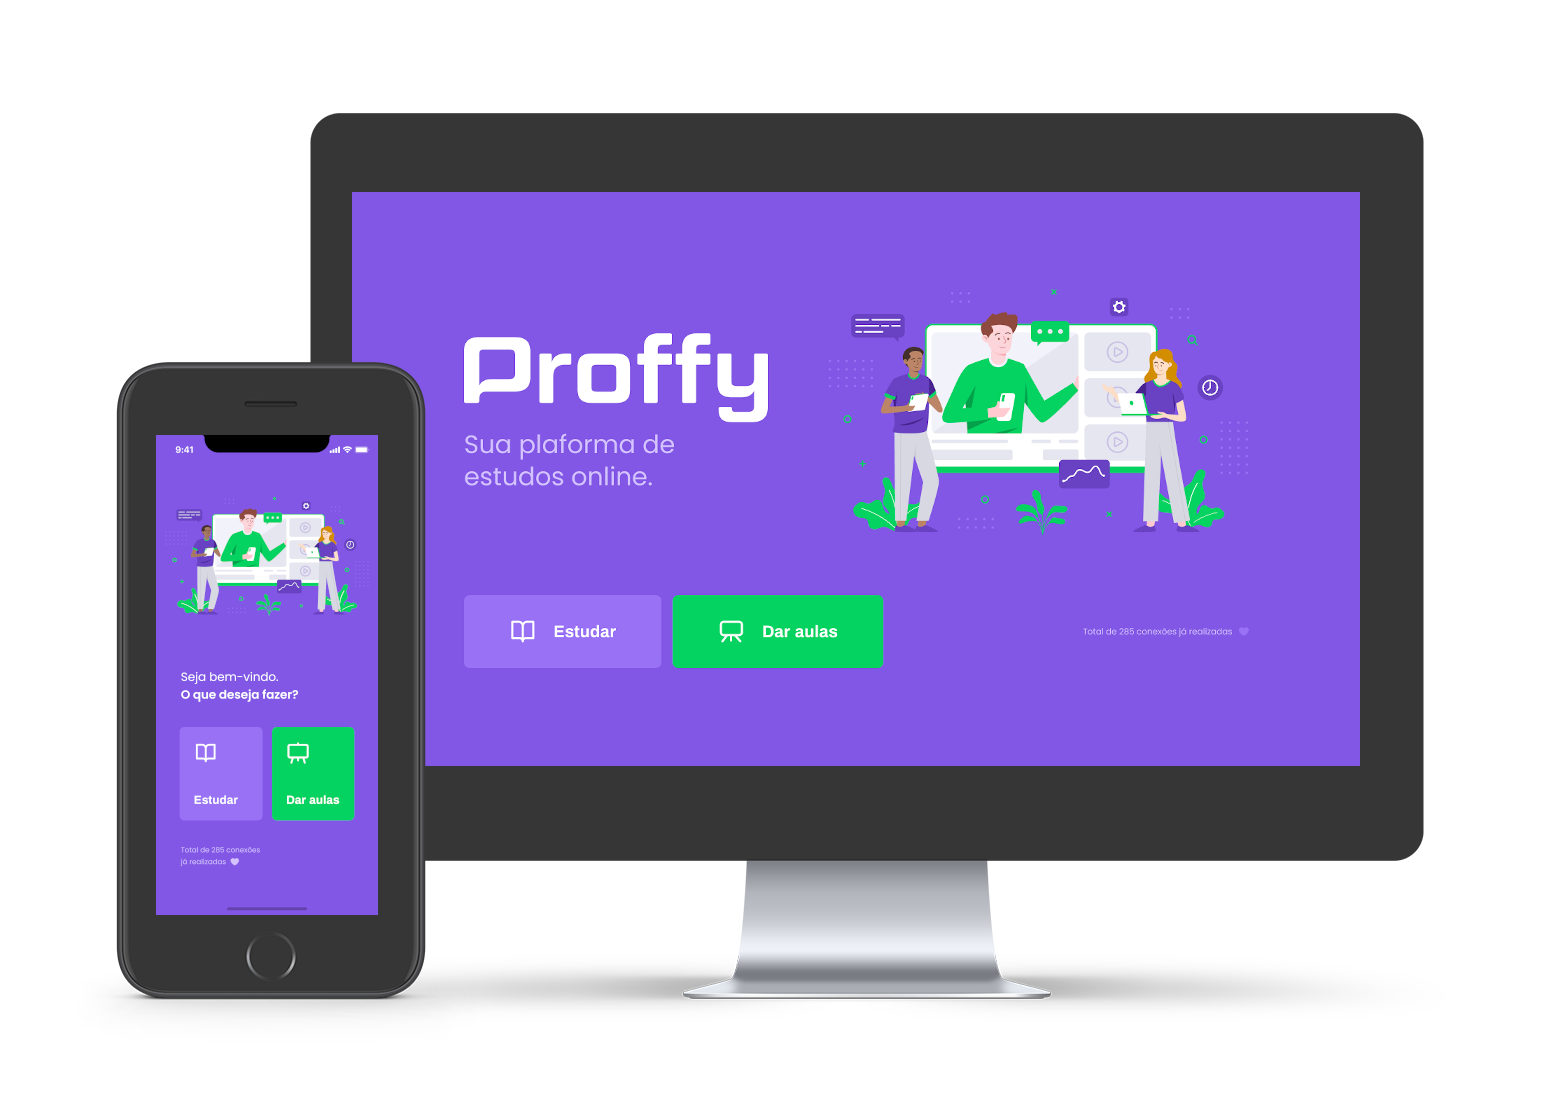 Proffy
Sua plaforma de
estudos online.
Estudar
Dar aulas
Total de 285 conexões já realizadas
9:41
Seja bem-vindo.
O que deseja fazer?
Estudar
Dar aulas
Total de 285 conexões
já realizadas